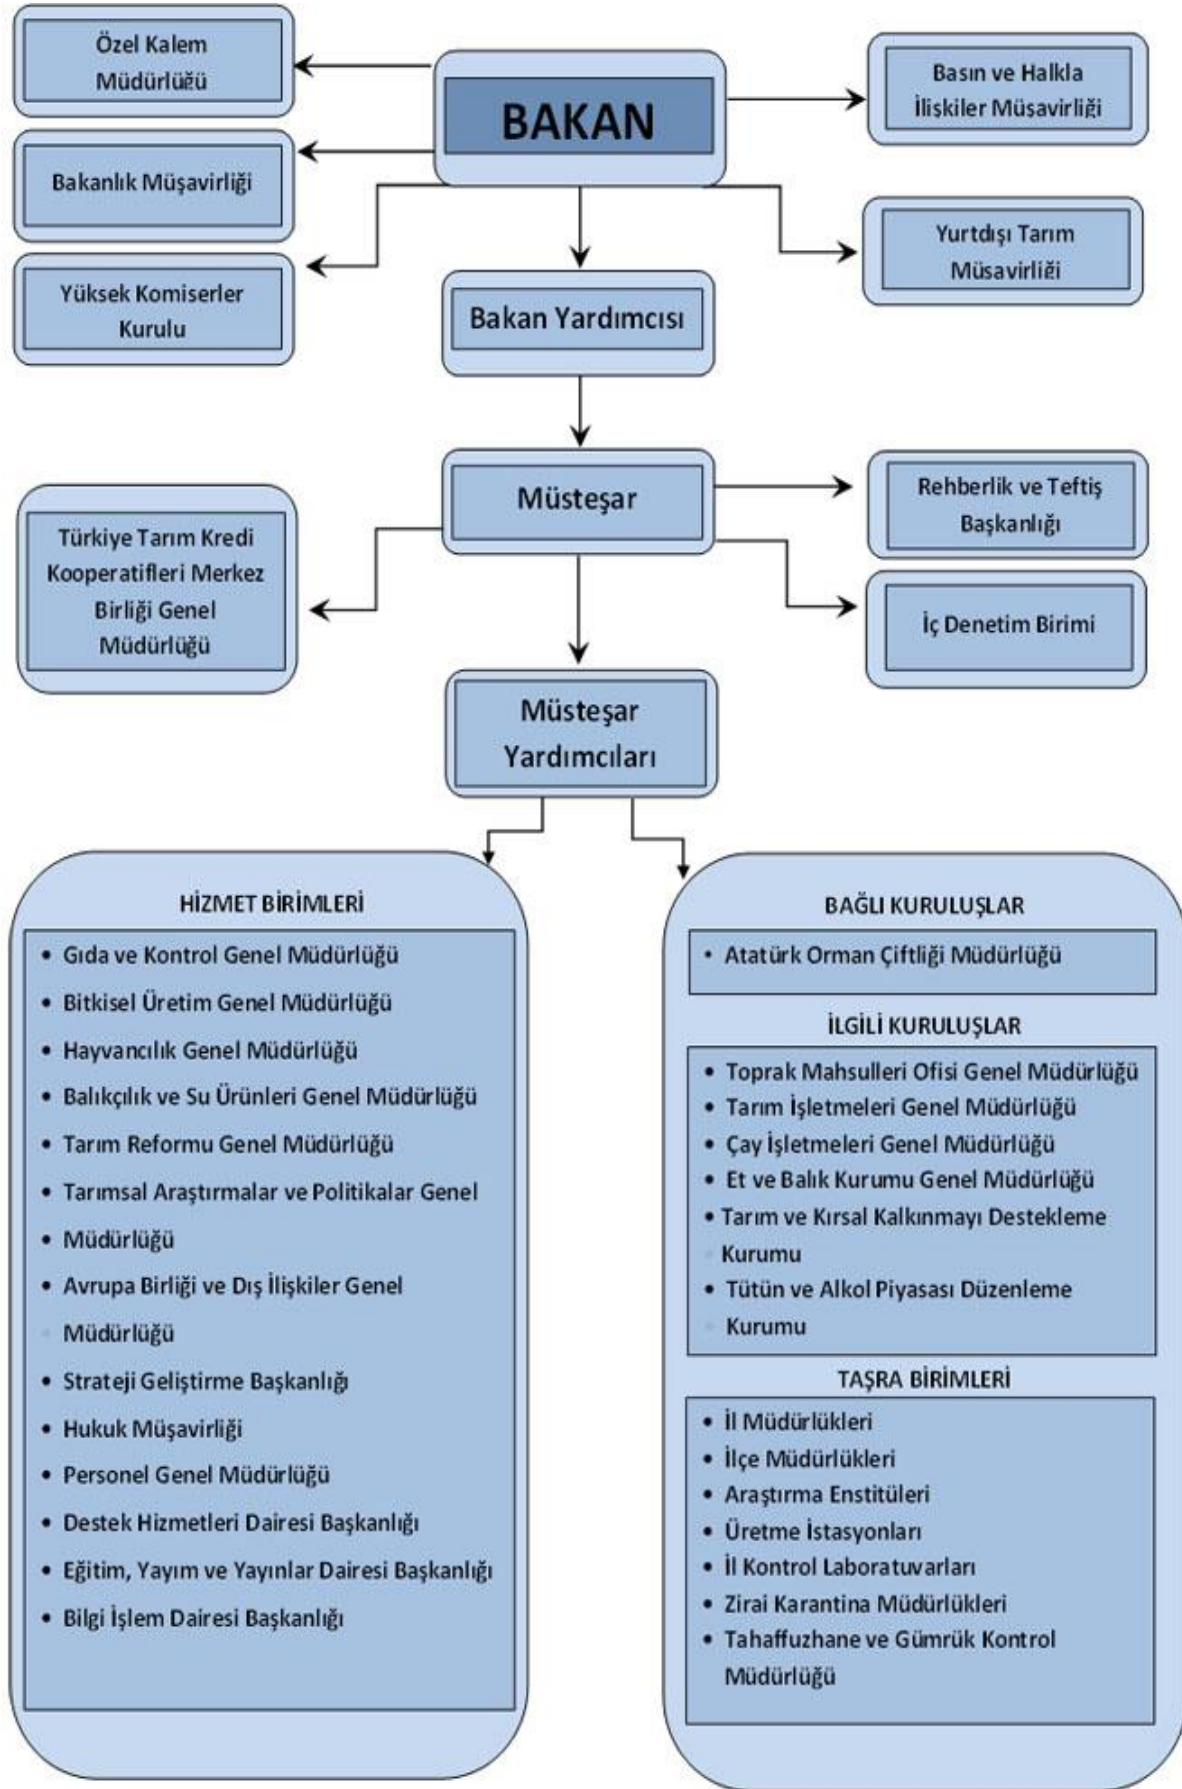 Özel Kalem
Müdürlüğü
BAKAN
Basın ve Halkla
İlişkiler Müşavirliği
Bakanlık Müşavirliği
Yurtdışı Tarım
Müsavirliği
Yüksek Komiserler
Kurulu
Bakan Yardımcısı
Müsteşar
Rehberlik ve Teftiş
Başkanlığı
Türkiye Tarım Kredi
Kooperatifleri Merkez
Birliği Genel
Müdürlüğü
İç Denetim Birimi
Müsteşar
Yardımcıları
HİZMET BİRİMLERİ
• Gıda ve Kontrol Genel Müdürlüğü
• Bitkisel Üretim Genel Müdürlüğü
• Hayvancılık Genel Müdürlüğü
• Balıkçılık ve Su Ürünleri Genel Müdürlüğü
• Tarım Reformu Genel Müdürlüğü
• Tarımsal Araştırmalar ve Politikalar Genel
• Müdürlüğü
• Avrupa Birliği ve Dış İlişkiler Genel
• Müdürlüğü
• Strateji Geliştirme Başkanlığı
• Hukuk Müşavirliği
• Personel Genel Müdürlüğü
• Destek Hizmetleri Dairesi Başkanlığı
• Eğitim, Yayım ve Yayınlar Dairesi Başkanlığı
• Bilgi İşlem Dairesi Başkanlığı
BAĞLI KURULUŞLAR
• Atatürk Orman Çiftliği Müdürlüğü
İLGİLİ KURULUŞLAR
• Toprak Mahsulleri Ofisi Genel Müdürlüğü
• Tarım İşletmeleri Genel Müdürlüğü
• Çay İşletmeleri Genel Müdürlüğü
• Et ve Balık Kurumu Genel Müdürlüğü
• Tarım ve Kırsal Kalkınmayı Destekleme
• Kurumu
• Tütün ve Alkol Piyasası Düzenleme
• Kurumu
TAŞRA BİRİMLERİ
• İl Müdürlükleri
• İlçe Müdürlükleri
• Araştırma Enstitüleri
• Üretme İstasyonları
• İl Kontrol Laboratuvarları
• Zirai Karantina Müdürlükleri
• Tahaffuzhane ve Gümrük Kontrol
Müdürlüğü